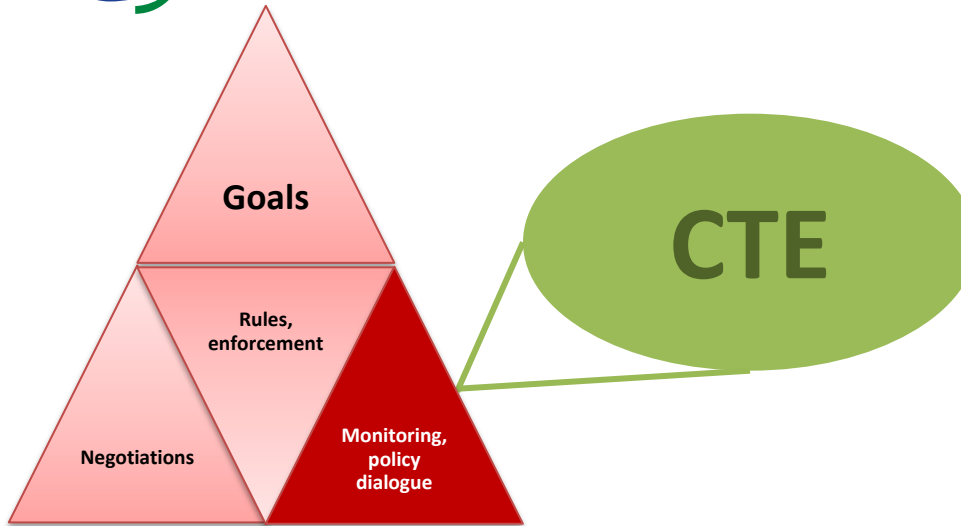 Goals
CTE
Rules,
enforcement
Monitoring,
policy
dialogue
Negotiations